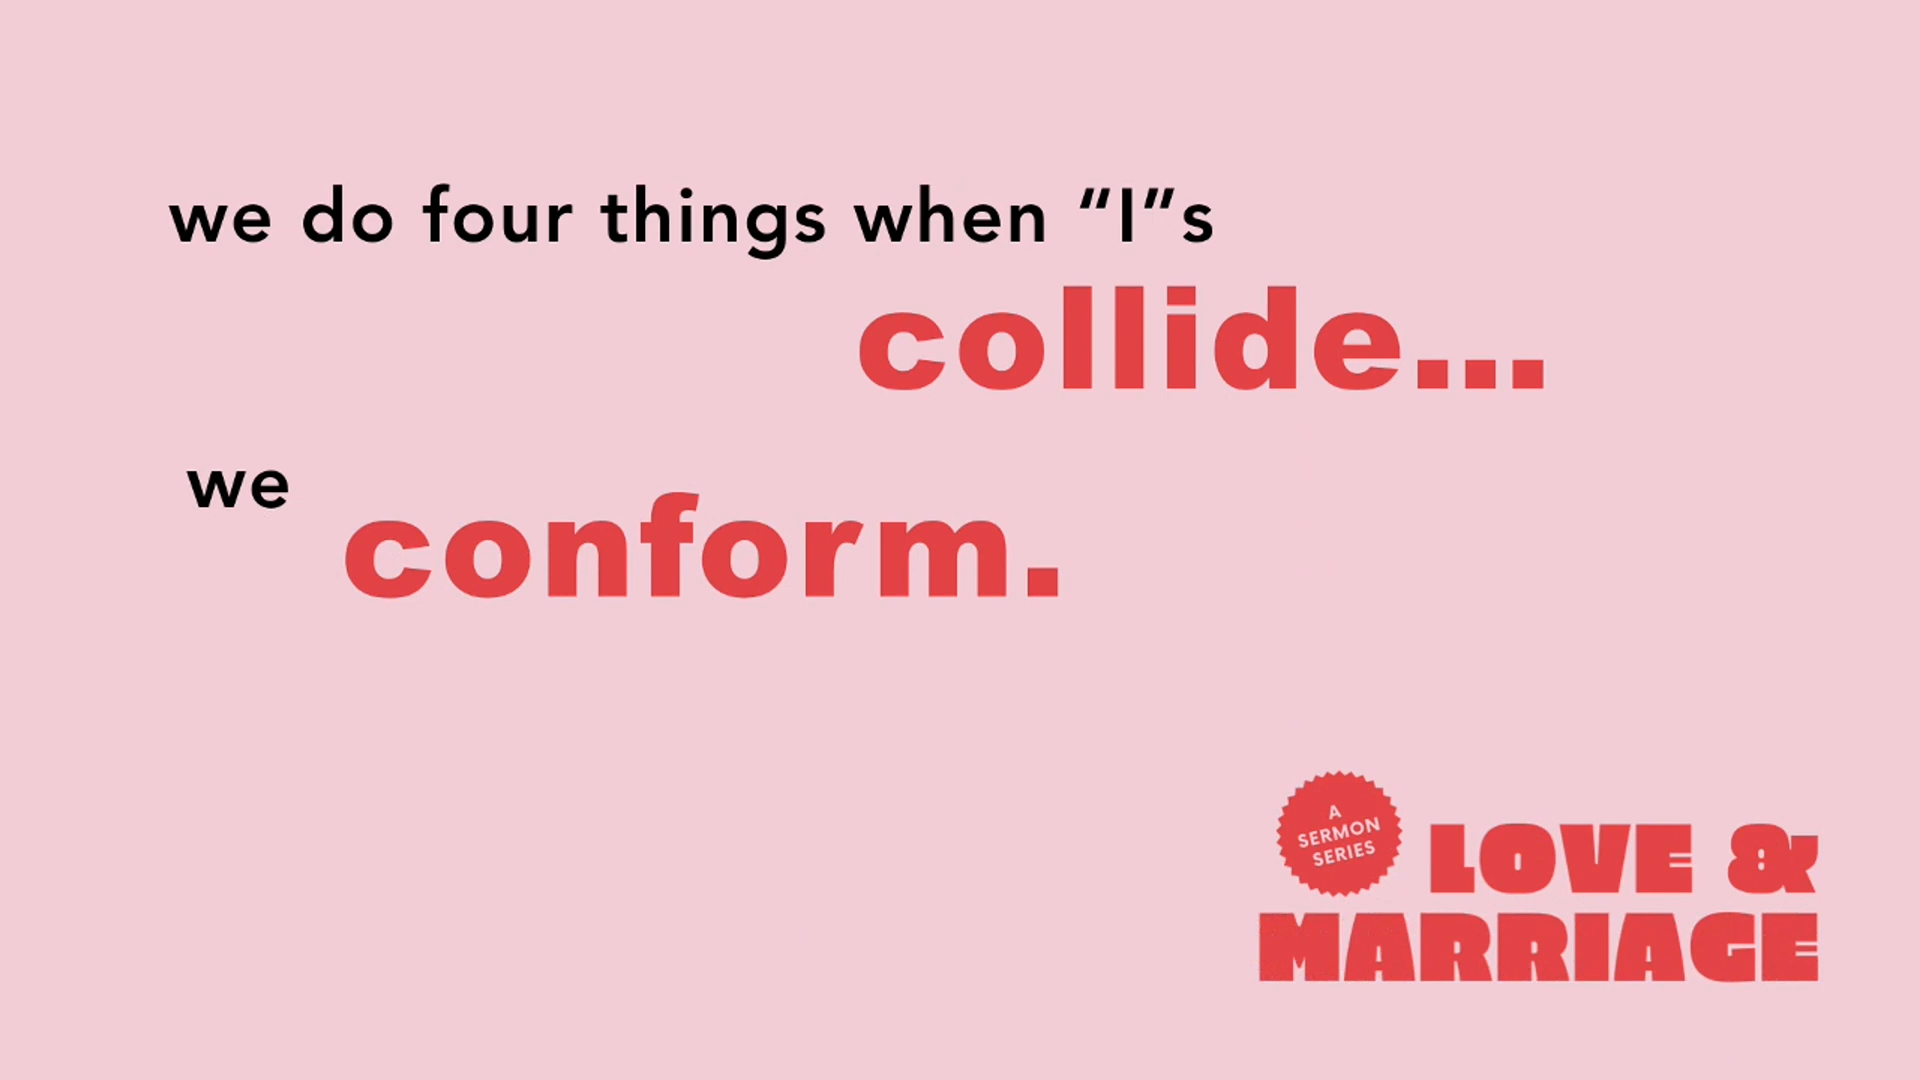 we do four things when “I”s
collide...
we
conform.
A
SERMON
SERIES
LOVE &
MARRIAGE